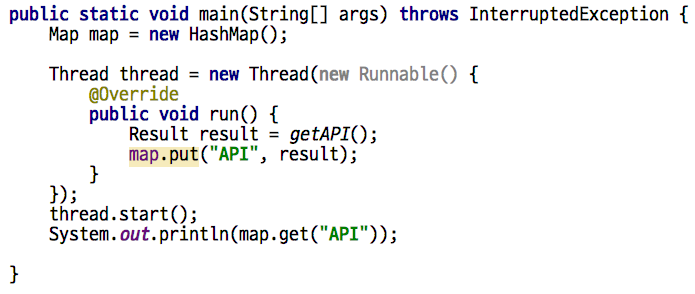 public static void main(String[] args) throws InterruptedException {
    Map map = new HashMap();

    Thread thread = new Thread(new Runnable() {
        @Override
        public void run() {
            Result result = getAPI();
            map.put("API", result);
        }
    });
    thread.start();
    System.out.println(map.get("API"));

}